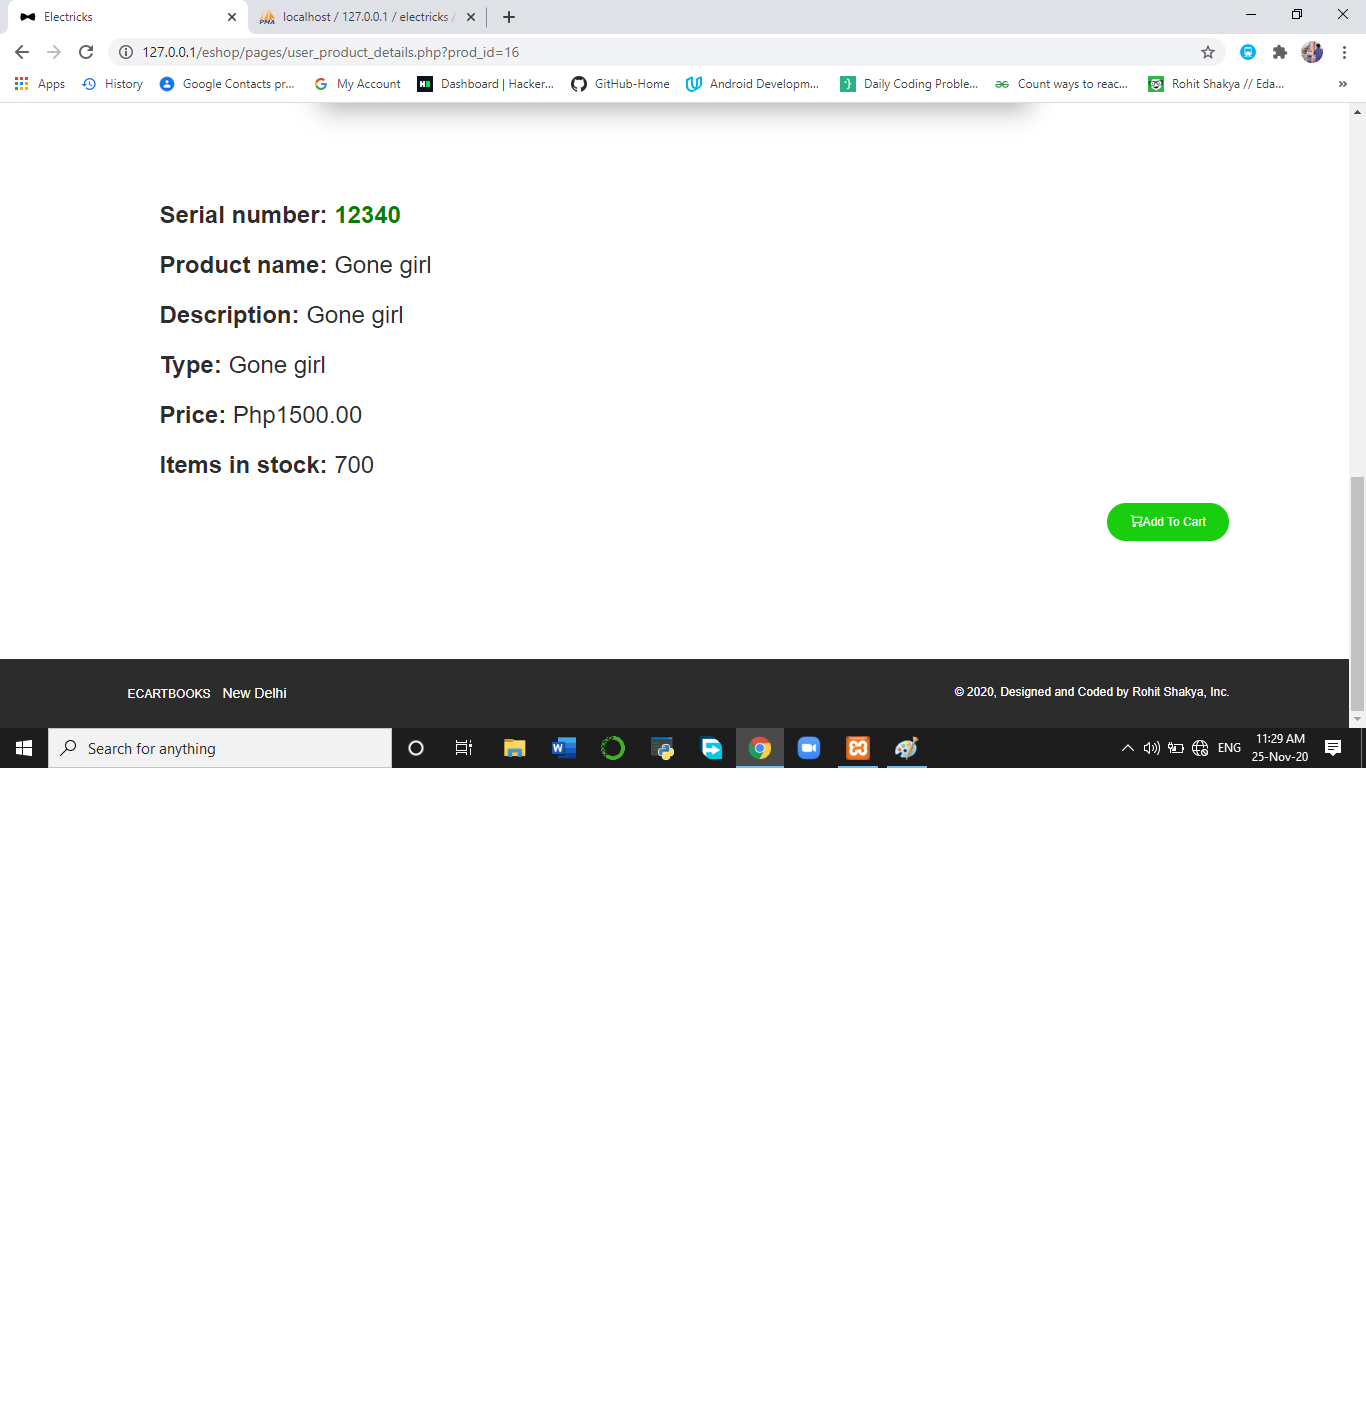 Electricks
PMA localhost / 127.0.0.1 / electricks /
127.0.0.1/eshop/pages/user_product_details.php?prod_id=16
Apps History Google Contacts pr... My Account Dashboard | Hacker... GitHub-Home Android Developm... Daily Coding Proble... Count ways to reac... Rohit Shakya // Eda... »
Serial number: 12340
Product name: Gone girl
Description: Gone girl
Type: Gone girl
Price: Php1500.00
Items in stock: 700
Add To Cart
ECARTBOOKS New Delhi
© 2020, Designed and Coded by Rohit Shakya, Inc.
Search for anything
ENG
11:29 AM
25-Nov-20